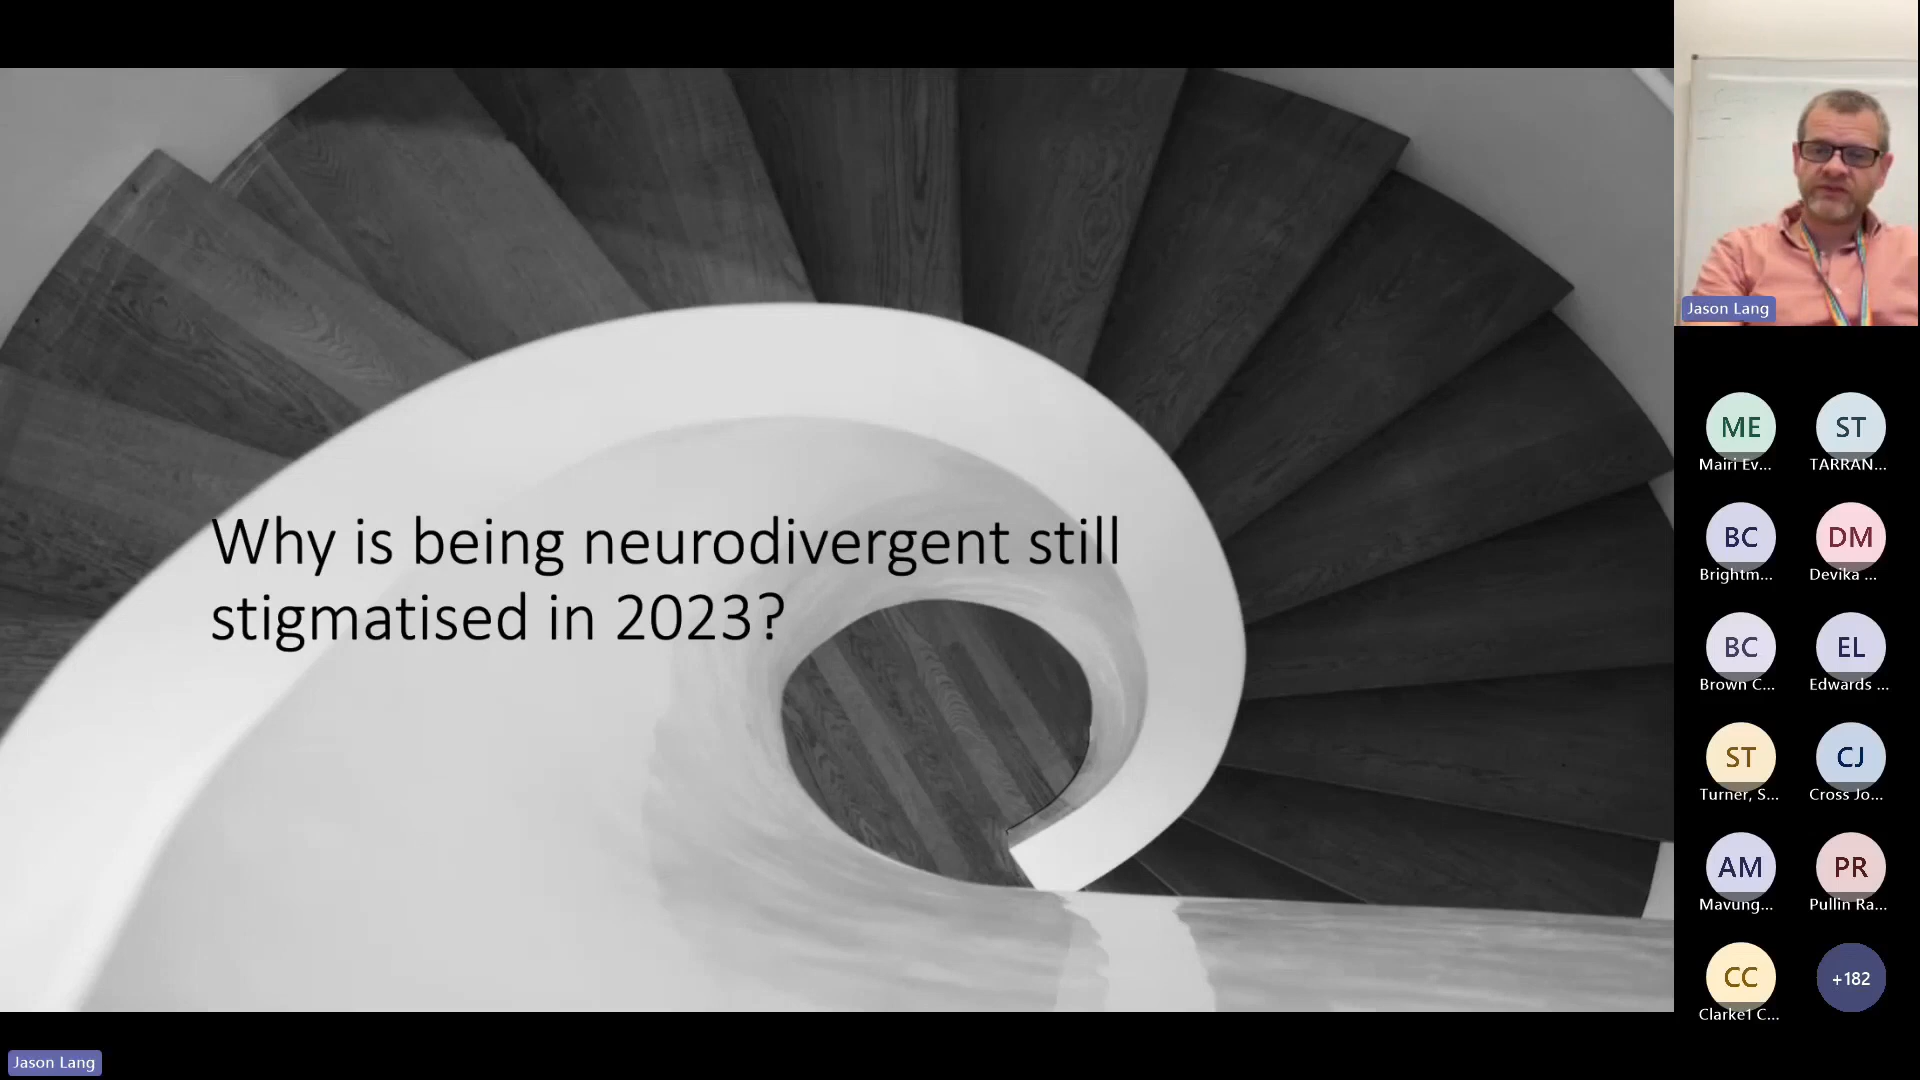 Why is being neurodivergent still
stigmatised in 2023?
Jason Lang
ME
Mairi Ev...
ST
TARRAN...
BC
Brightm...
DM
Devika ...
BC
Brown C...
EL
Edwards ...
ST
Turner, S...
CJ
Cross Jo...
AM
Mavung...
PR
Pullin Ra...
CC
Clarke1 C...
+182
Jason Lang